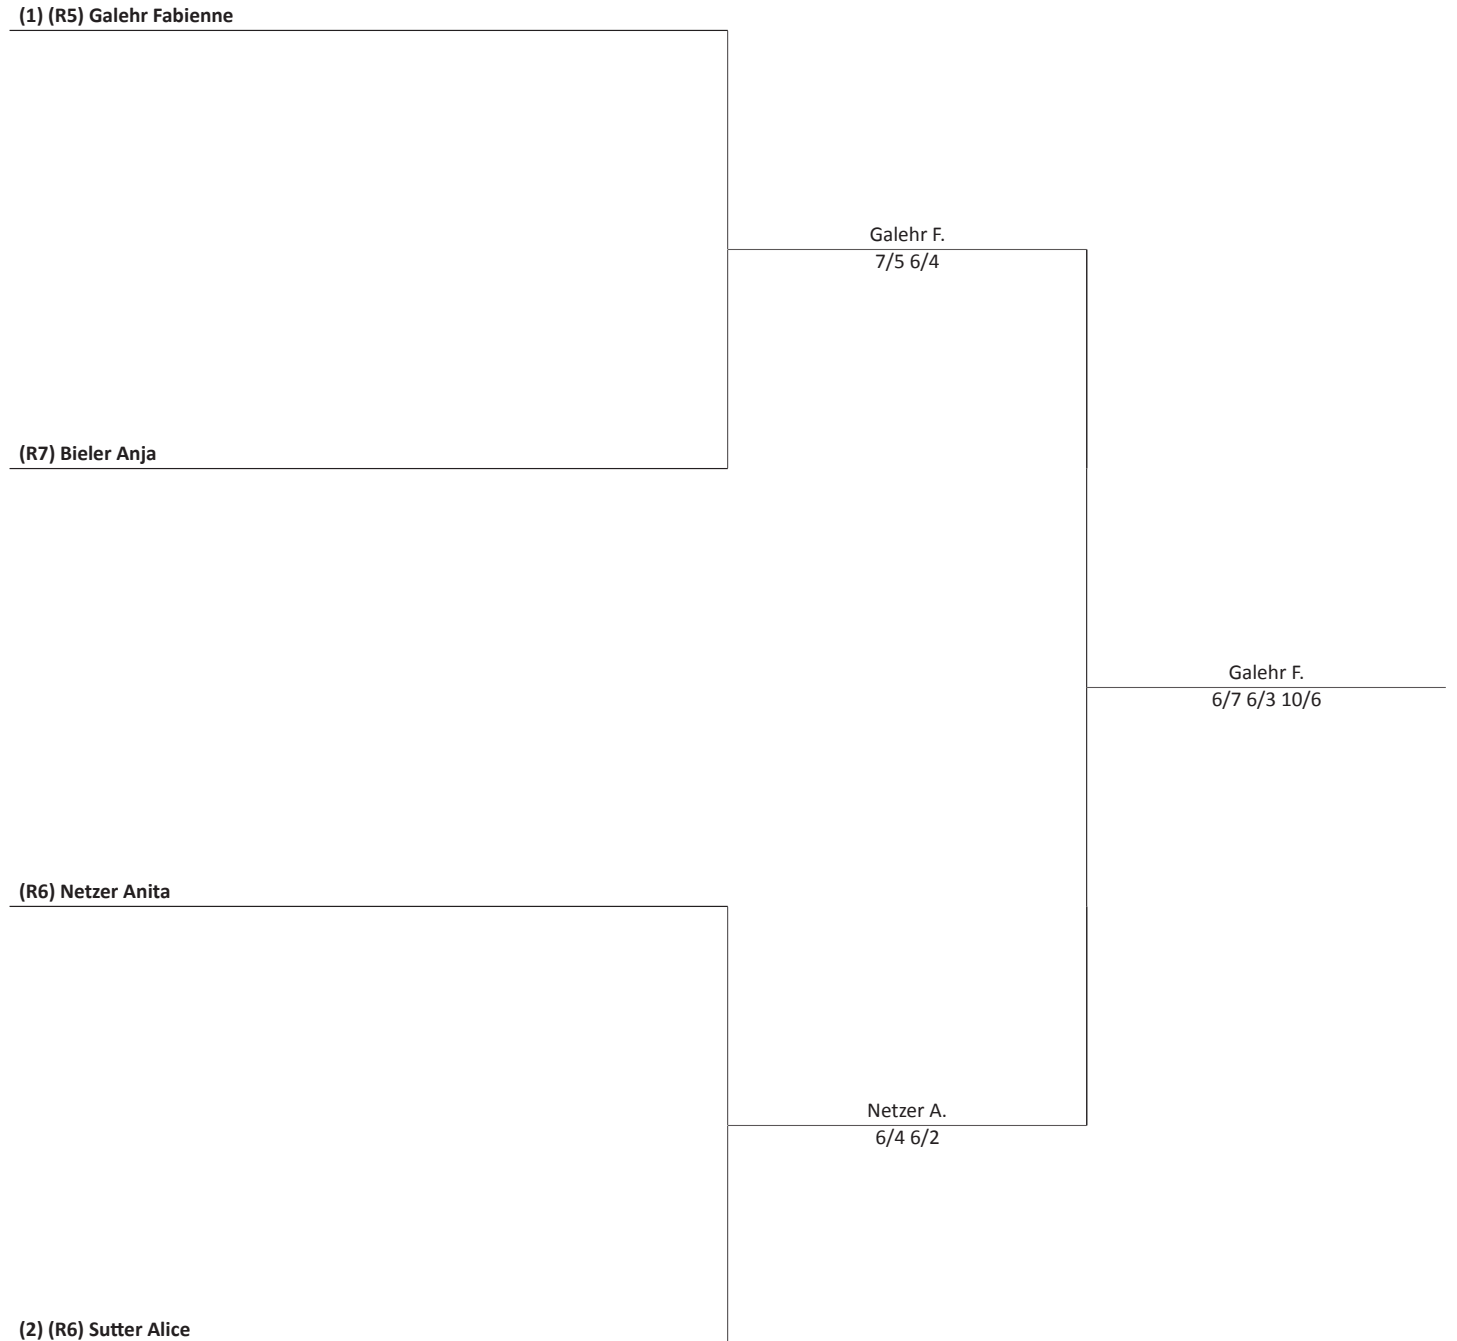 (1) (R5) Galehr Fabienne
Galehr F.
7/5 6/4
(R7) Bieler Anja
Galehr F.
6/7 6/3 10/6
(R6) Netzer Anita
Netzer A.
6/4 6/2
(2) (R6) Sutter Alice